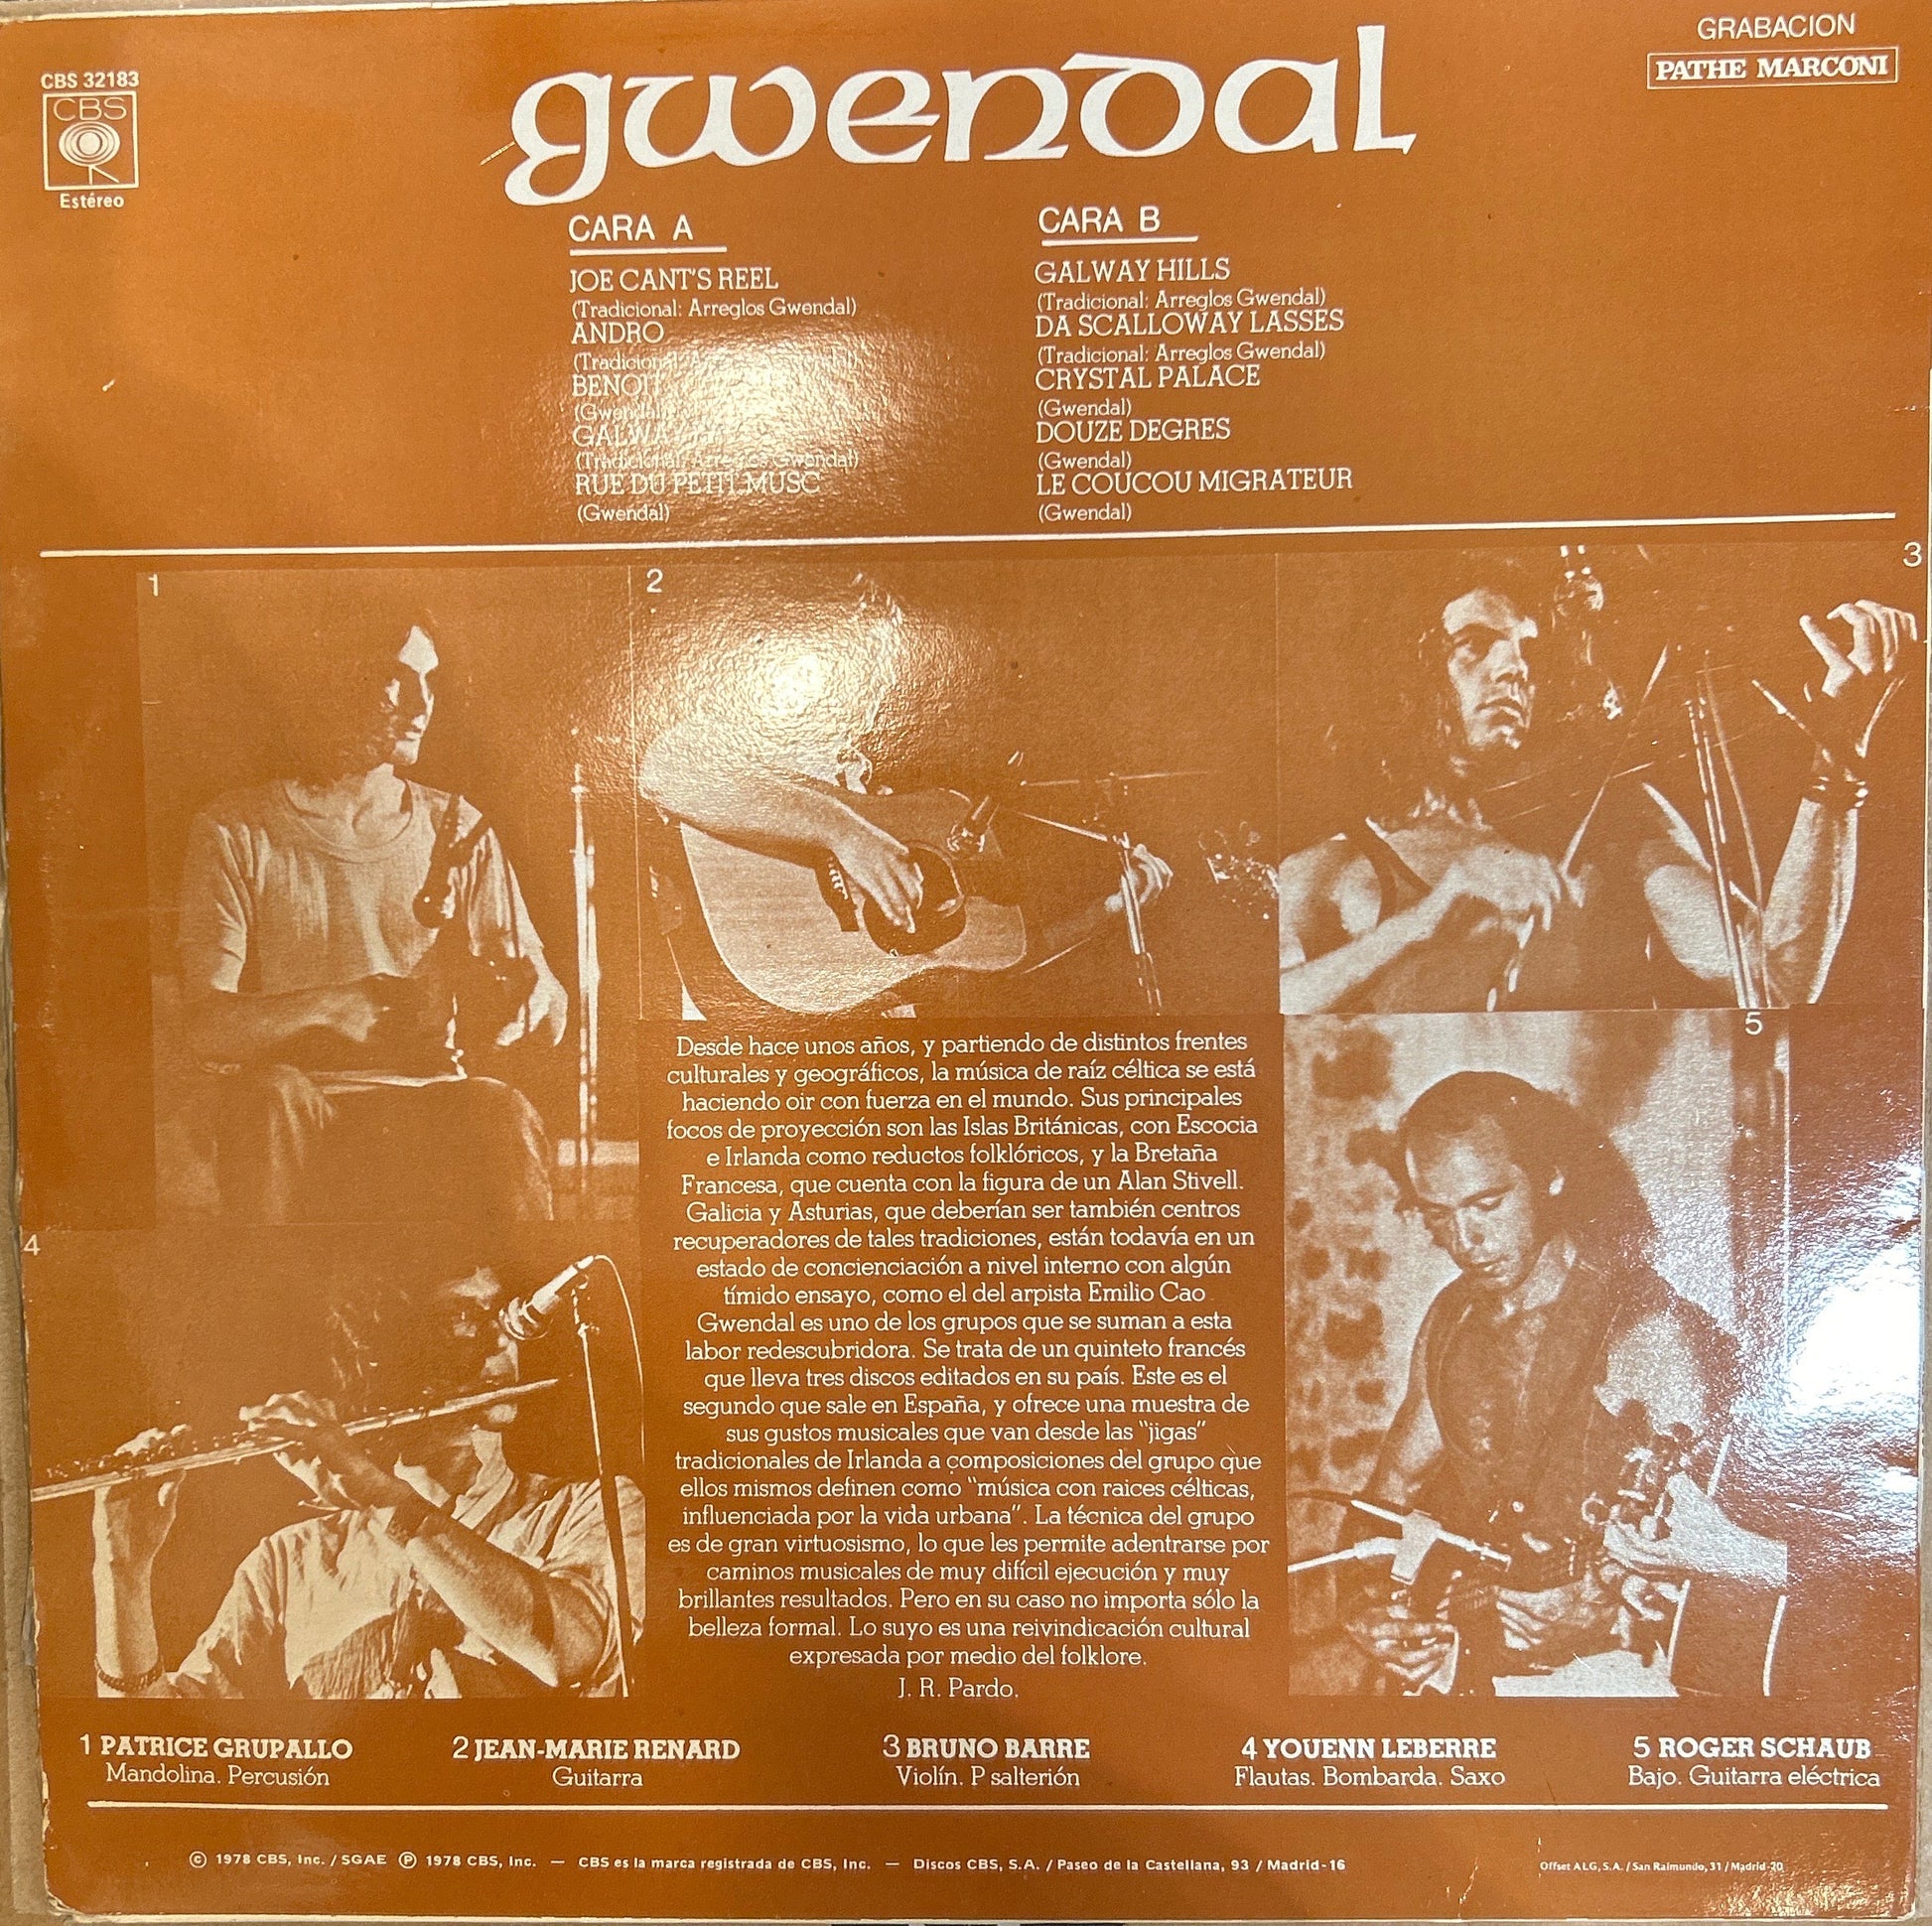 CBS 32183
CBS
Estéreo
gwendal
GRABACION
PATHE MARCONI
CARA A
JOE CANT'S REEL
(Tradicional: Arreglos Gwendal)
ANDRO
(Tradicional:
BENOIT
(Gwendal)
GALWAY
(Tradicional: Arreglos Gwendal)
RUE DU PETIT MUSC
(Gwendal)
CARA B
GALWAY HILLS
(Tradicional: Arreglos Gwendal)
DA SCALLOWAY LASSES
(Tradicional: Arreglos Gwendal)
CRYSTAL PALACE
(Gwendal)
DOUZE DEGRES
(Gwendal)
LE COUCOU MIGRATEUR
(Gwendal)
1
2
3
4
5
Desde hace unos años, y partiendo de distintos frentes
culturales y geográficos, la música de raíz céltica se está
haciendo oir con fuerza en el mundo. Sus principales
focos de proyección son las Islas Británicas, con Escocia
e Irlanda como reductos folklóricos, y la Bretaña
Francesa, que cuenta con la figura de un Alan Stivell.
Galicia y Asturias, que deberían ser también centros
recuperadores de tales tradiciones, están todavía en un
estado de concienciación a nivel interno con algún
tímido ensayo, como el del arpista Emilio Cao
Gwendal es uno de los grupos que se suman a esta
labor redescubridora. Se trata de un quinteto francés
que lleva tres discos editados en su país. Este es el
segundo que sale en España, y ofrece una muestra de
sus gustos musicales que van desde las "jigas"
tradicionales de Irlanda a composiciones del grupo que
ellos mismos definen como "música con raices célticas,
influenciada por la vida urbana". La técnica del grupo
es de gran virtuosismo, lo que les permite adentrarse por
caminos musicales de muy difícil ejecución y muy
brillantes resultados. Pero en su caso no importa sólo la
belleza formal. Lo suyo es una reivindicación cultural
expresada por medio del folklore.
J. R. Pardo.
1 PATRICE GRUPALLO
Mandolina. Percusión
2 JEAN-MARIE RENARD
Guitarra
3 BRUNO BARRE
Violín. P salterión
4 YOUENN LEBERRE
Flautas. Bombarda. Saxo
5 ROGER SCHAUB
Bajo. Guitarra eléctrica
© 1978 CBS, Inc. / SGAE ℗ 1978 CBS, Inc. — CBS es la marca registrada de CBS, Inc. — Discos CBS, S.A. / Paseo de la Castellana, 93 / Madrid-16
Offset ALG, S.A. / San Raimundo, 31 / Madrid-20